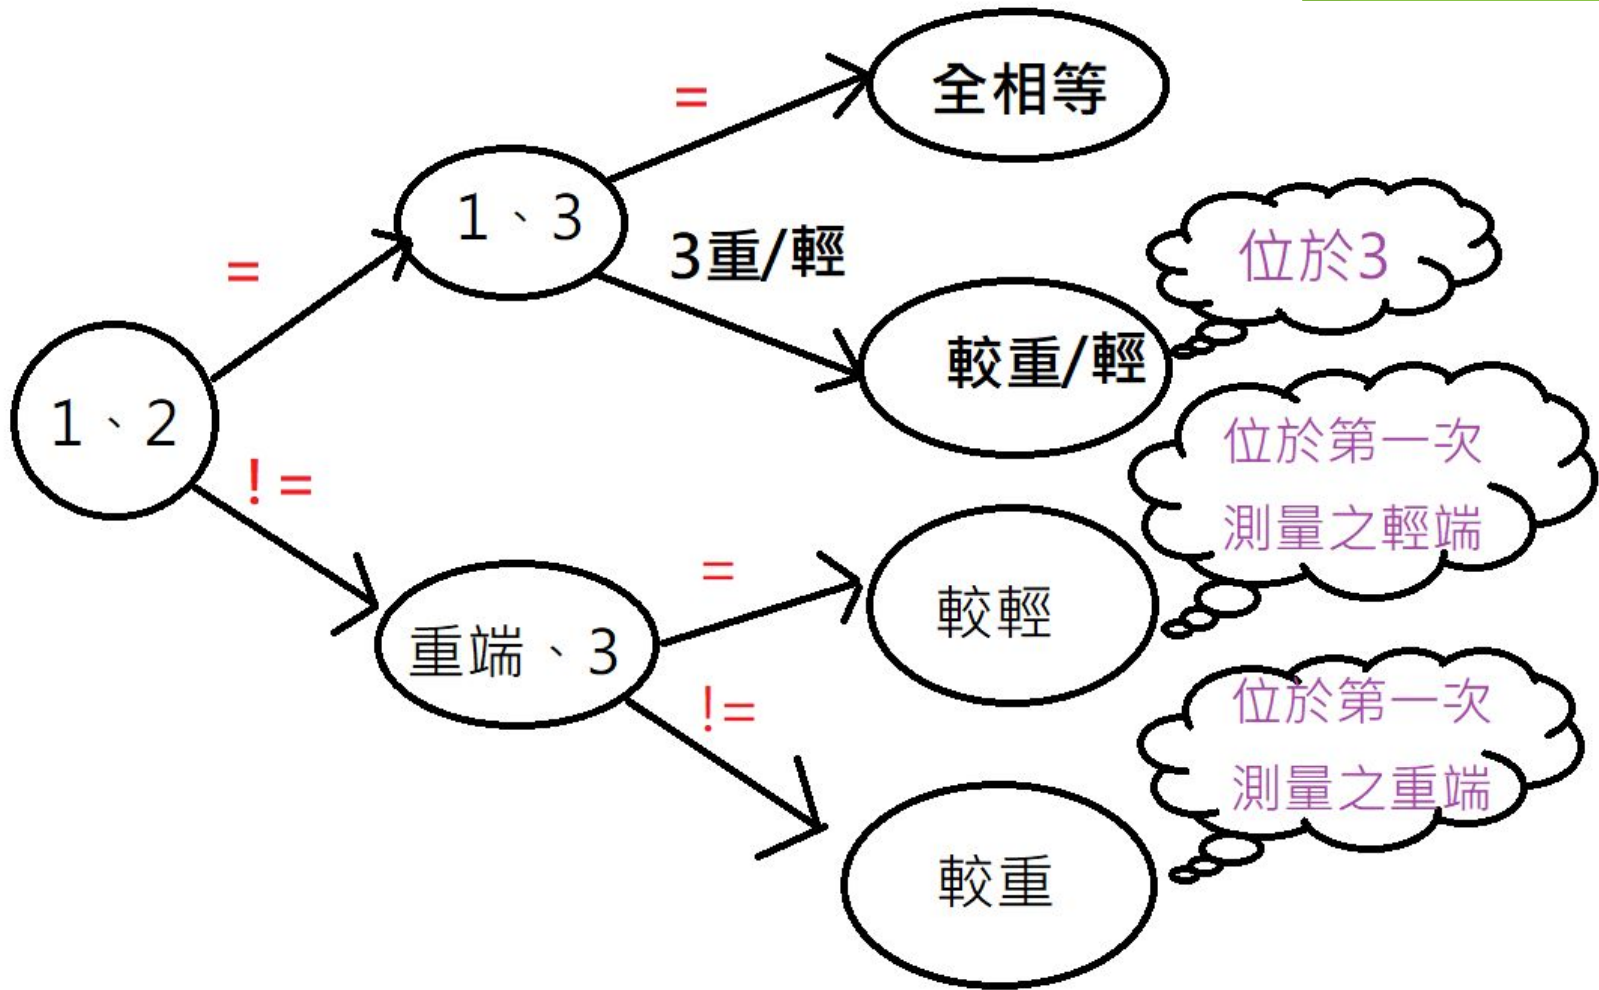 全相等
=
1、3
3重/輕
位於3
=
較重/輕
1、2
位於第一次
測量之輕端
!=
=
較輕
重端、3
!=
位於第一次
測量之重端
較重